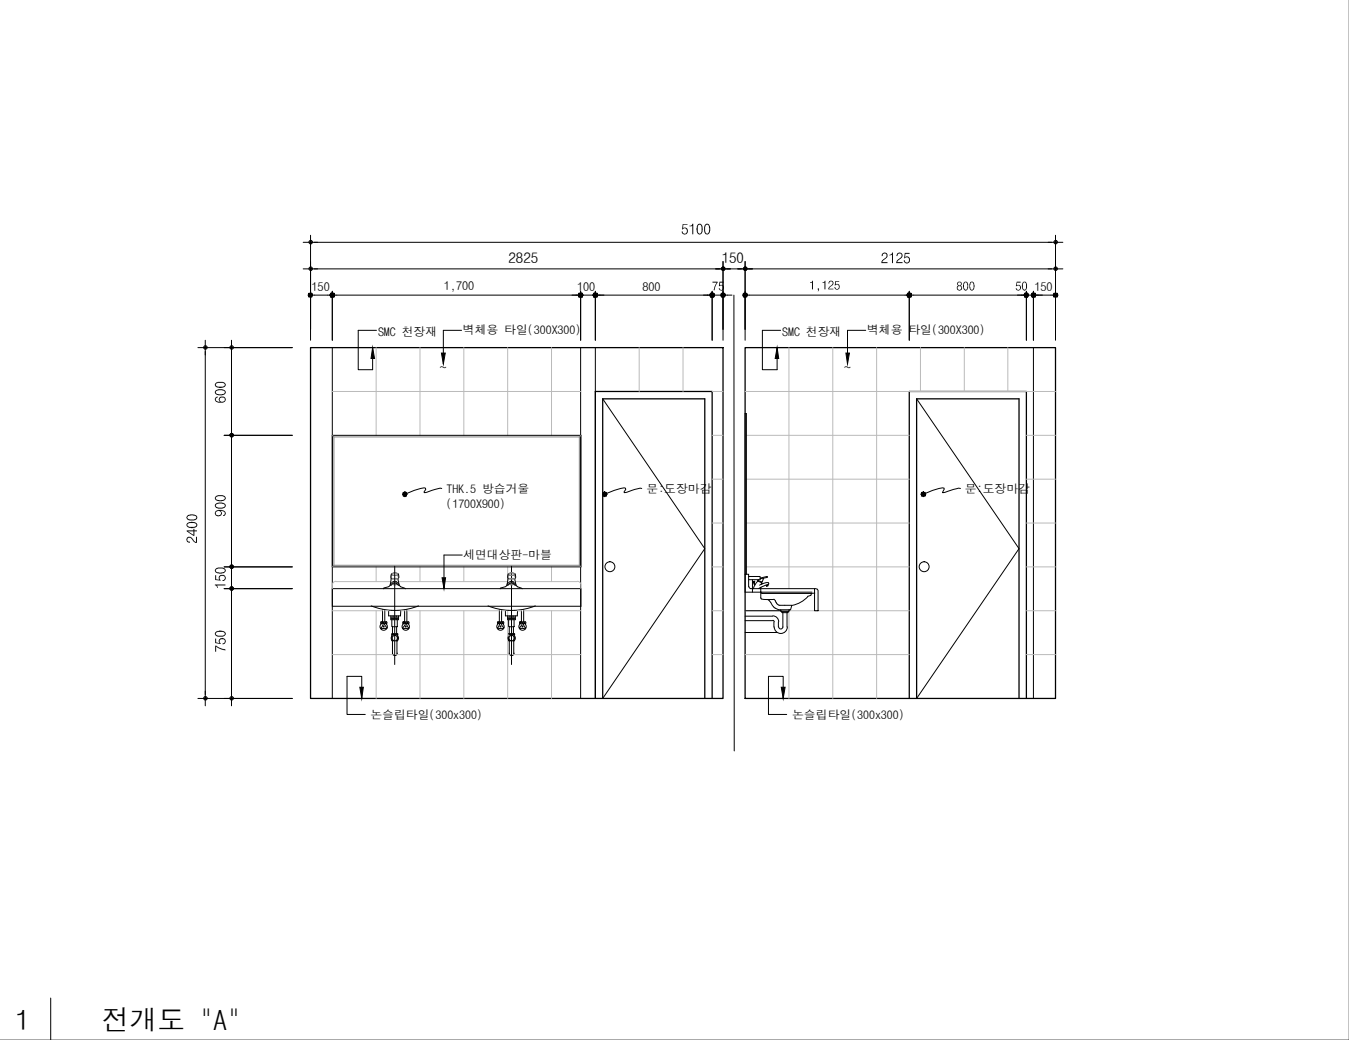 5100
2825 150 2125
150 1,700 100 800 75 1,125 800 50 150
SMC 천장재 벽체용 타일(300X300) SMC 천장재 벽체용 타일(300X300)
~ ~
600
900
150
750
2400
THK.5 방습거울
(1700X900)
문:도장마감 문:도장마감
세면대상판-마블
논슬립타일(300x300) 논슬립타일(300x300)
1 전개도 "A"